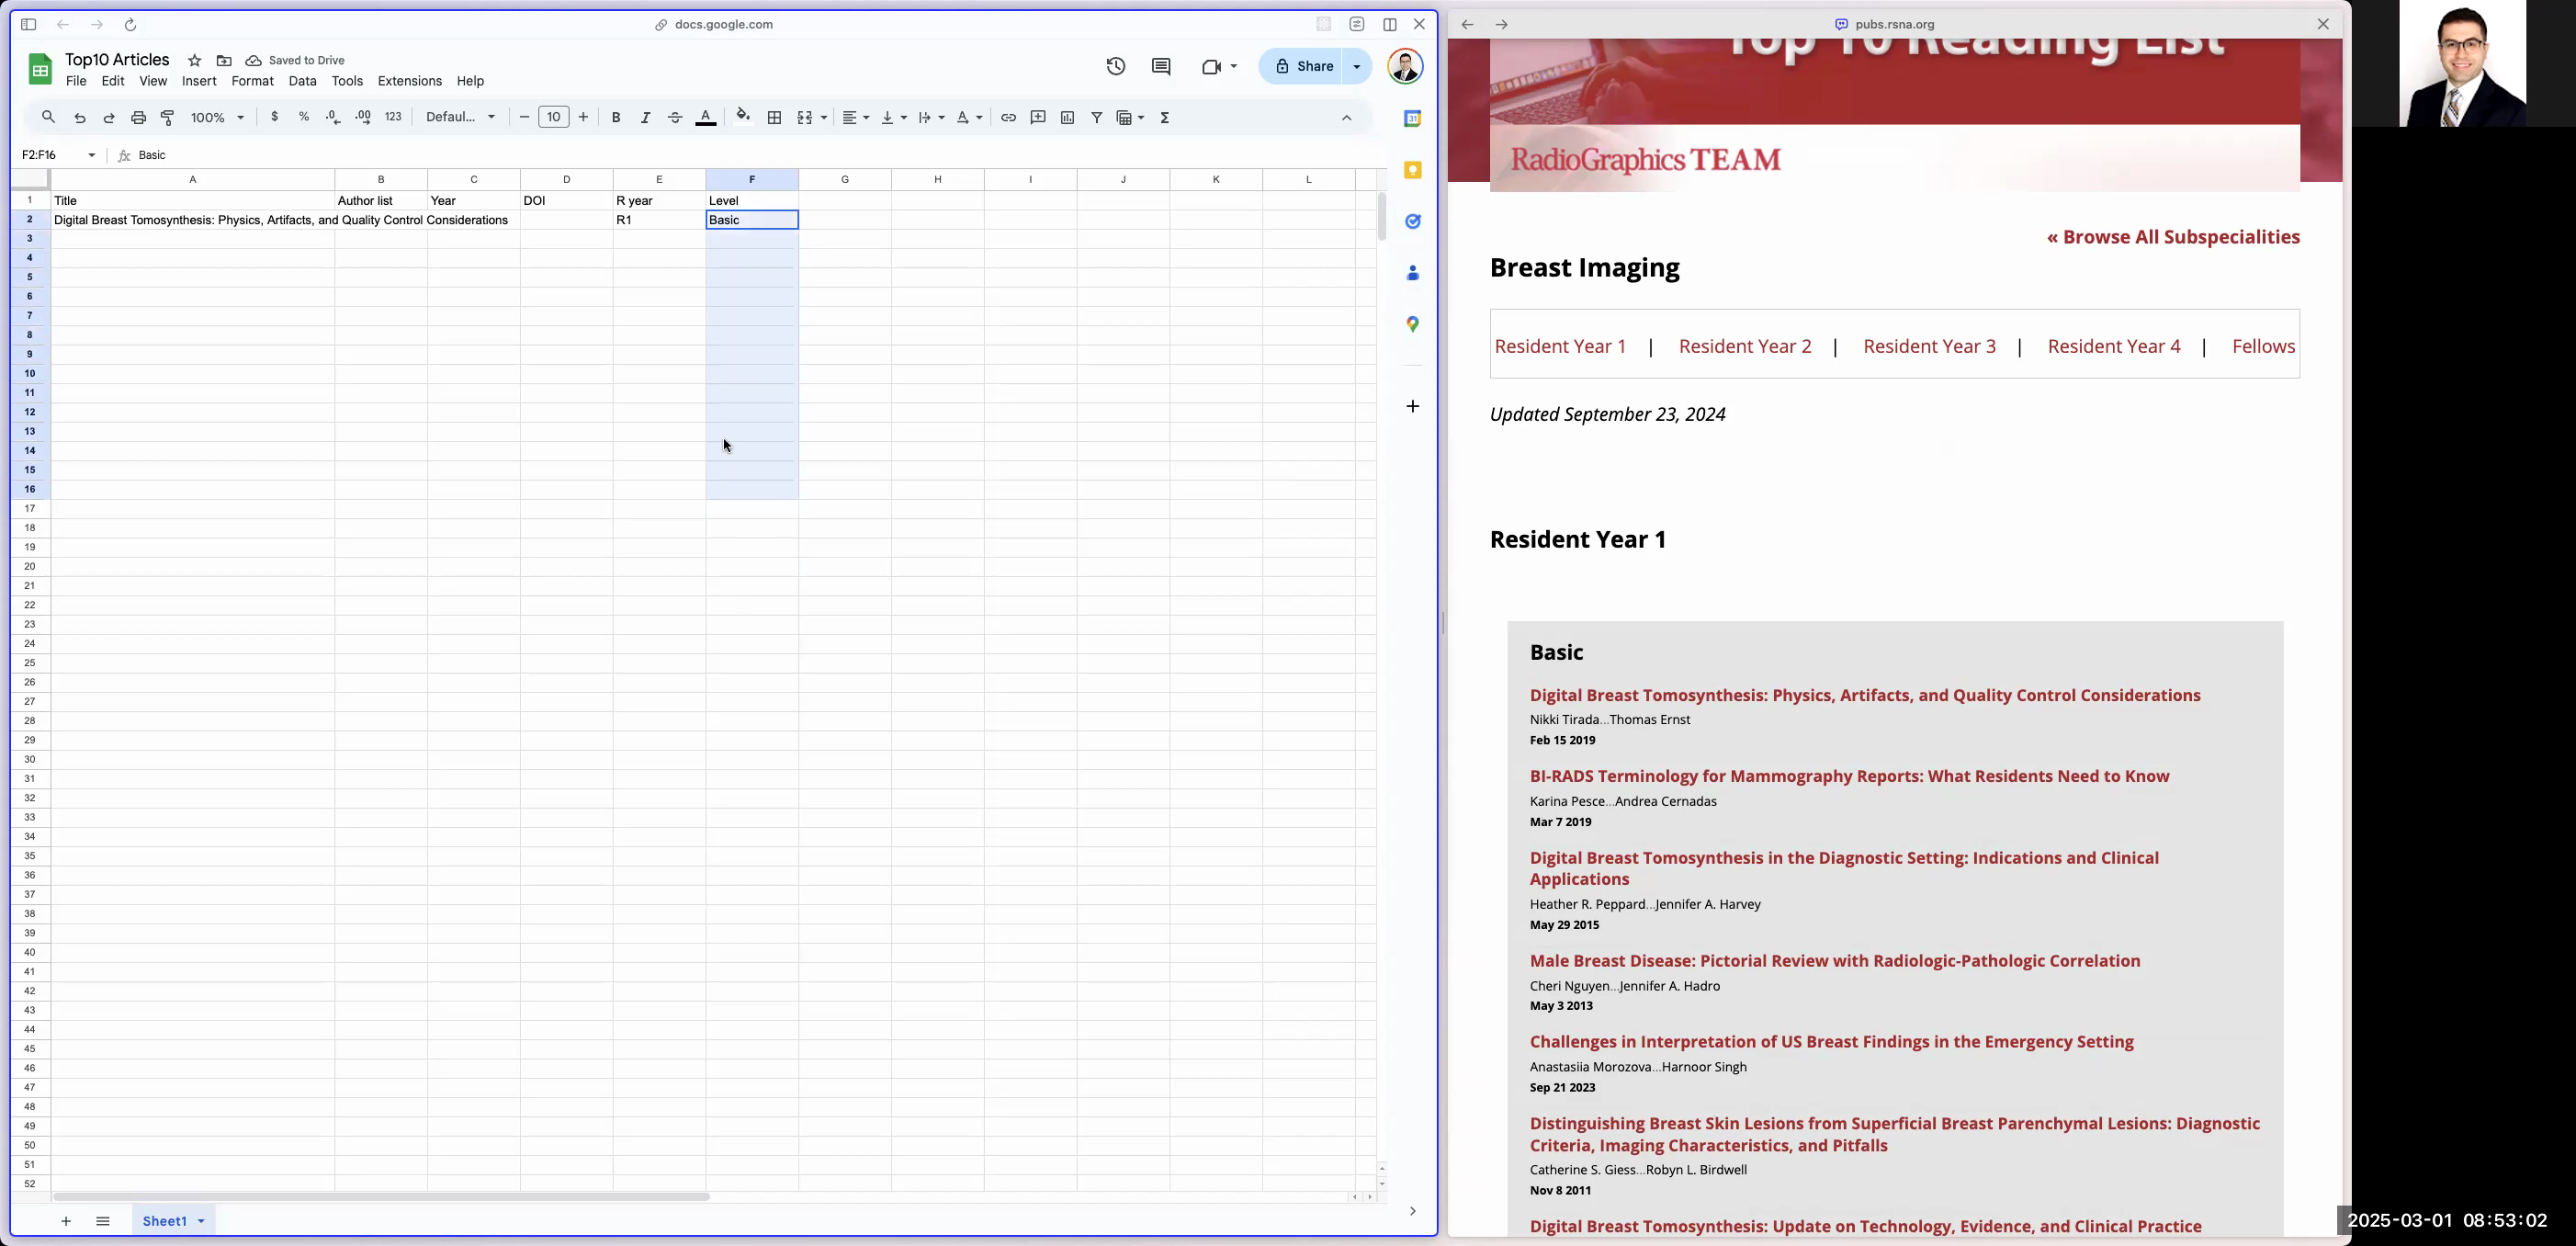 docs.google.com
Top10 Articles
Saved to Drive
File Edit View Insert Format Data Tools Extensions Help
Share
100% $ % .0 .00 123 Defaul... 10 B I A
F2:F16 fx Basic
A B C D E F G H I J K L
1 Title Author list Year DOI R year Level
2 Digital Breast Tomosynthesis: Physics, Artifacts, and Quality Control Considerations R1 Basic
3
4
5
6
7
8
9
10
11
12
13
14
15
16
17
18
19
20
21
22
23
24
25
26
27
28
29
30
31
32
33
34
35
36
37
38
39
40
41
42
43
44
45
46
47
48
49
50
51
52
Sheet1
31
pubs.rsna.org
Top 10 Reading List
RadioGraphics TEAM
« Browse All Subspecialities
Breast Imaging
Resident Year 1 | Resident Year 2 | Resident Year 3 | Resident Year 4 | Fellows
Updated September 23, 2024
Resident Year 1
Basic
Digital Breast Tomosynthesis: Physics, Artifacts, and Quality Control Considerations
Nikki Tirada...Thomas Ernst
Feb 15 2019
BI-RADS Terminology for Mammography Reports: What Residents Need to Know
Karina Pesce...Andrea Cernadas
Mar 7 2019
Digital Breast Tomosynthesis in the Diagnostic Setting: Indications and Clinical
Applications
Heather R. Peppard...Jennifer A. Harvey
May 29 2015
Male Breast Disease: Pictorial Review with Radiologic-Pathologic Correlation
Cheri Nguyen...Jennifer A. Hadro
May 3 2013
Challenges in Interpretation of US Breast Findings in the Emergency Setting
Anastasiia Morozova...Harnoor Singh
Sep 21 2023
Distinguishing Breast Skin Lesions from Superficial Breast Parenchymal Lesions: Diagnostic
Criteria, Imaging Characteristics, and Pitfalls
Catherine S. Giess...Robyn L. Birdwell
Nov 8 2011
Digital Breast Tomosynthesis: Update on Technology, Evidence, and Clinical Practice
2025-03-01 08:53:02